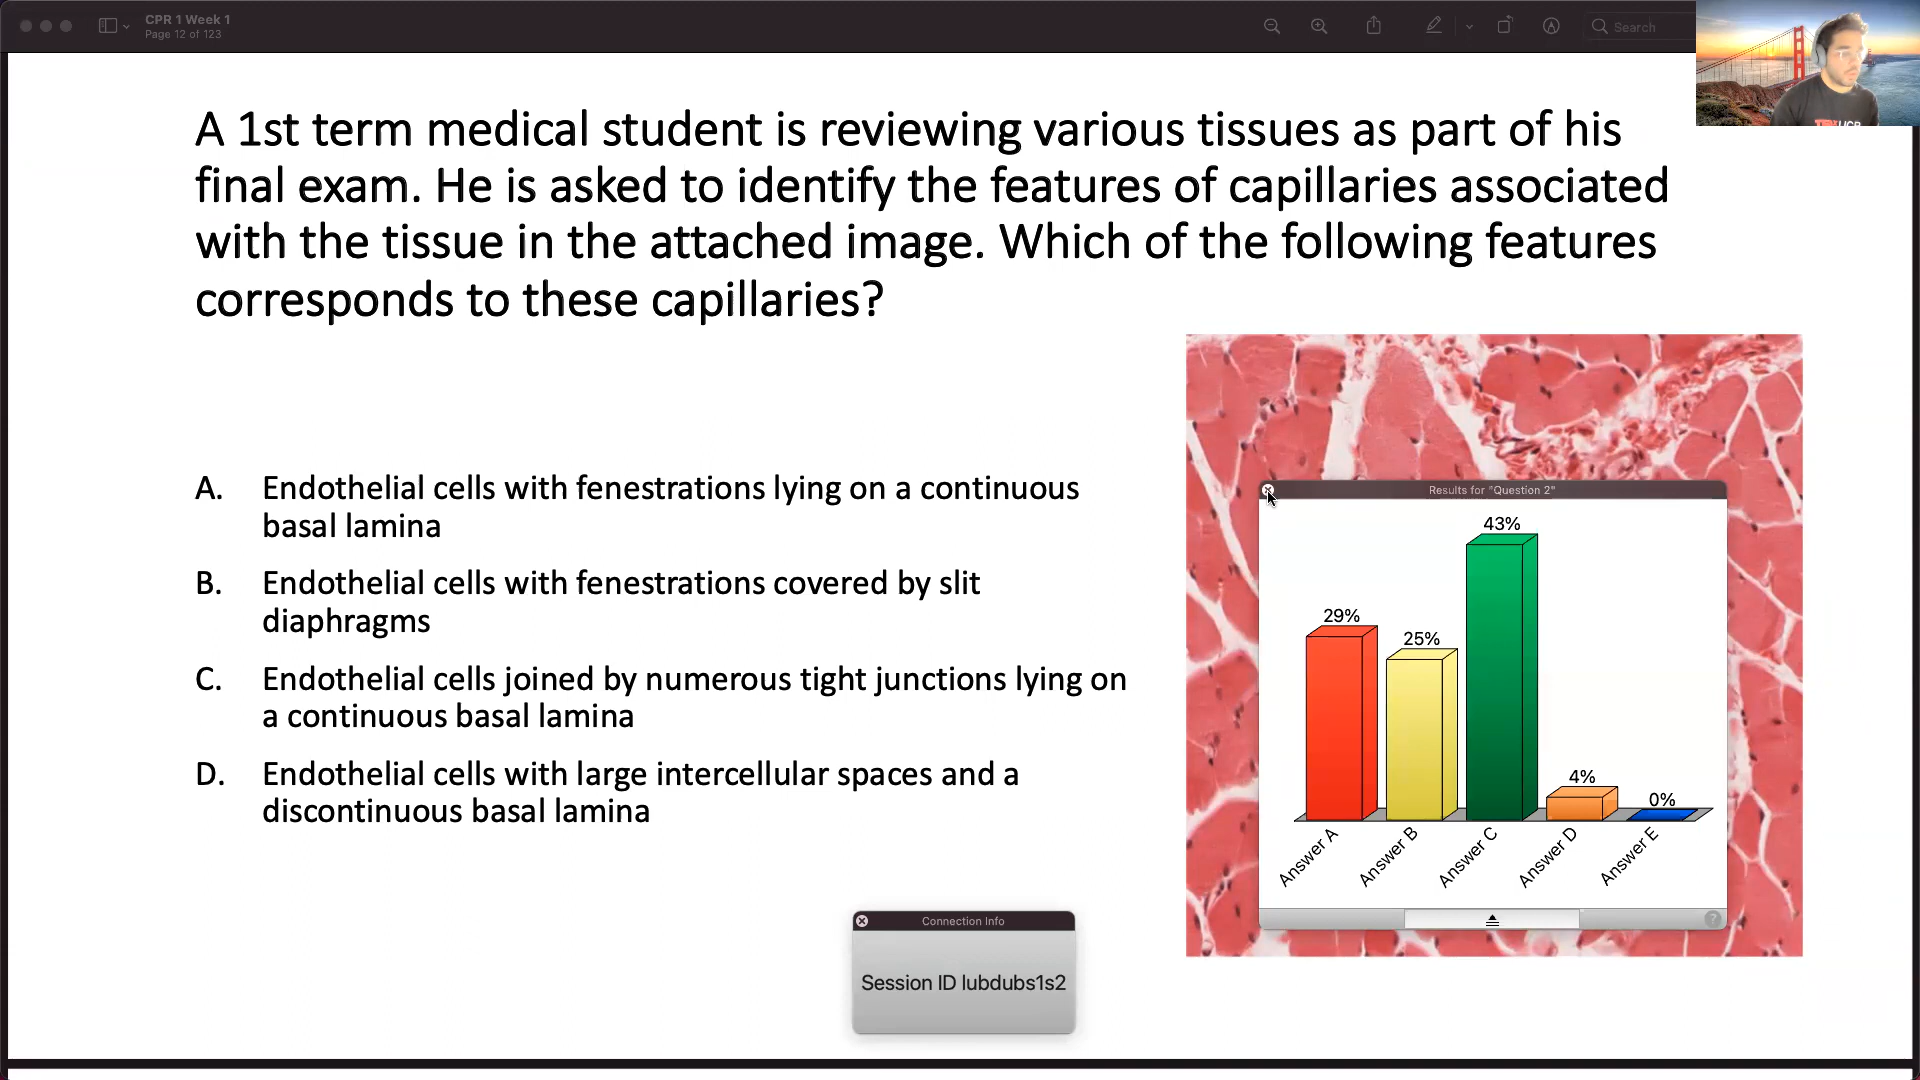 CPR 1 Week 1
Page 12 of 123
Search
A 1st term medical student is reviewing various tissues as part of his
final exam. He is asked to identify the features of capillaries associated
with the tissue in the attached image. Which of the following features
corresponds to these capillaries?
A. Endothelial cells with fenestrations lying on a continuous
basal lamina
B. Endothelial cells with fenestrations covered by slit
diaphragms
C. Endothelial cells joined by numerous tight junctions lying on
a continuous basal lamina
D. Endothelial cells with large intercellular spaces and a
discontinuous basal lamina
Results for "Question 2"
43%
29%
25%
4%
0%
Answer A
Answer B
Answer C
Answer D
Answer E
?
Connection Info
Session ID lubdubs1s2